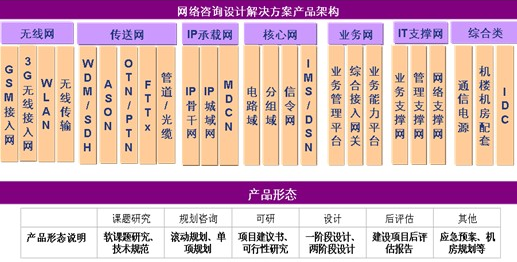 网络咨询设计解决方案产品架构
无线网
传送网
IP承载网
核心网
业务网
IT支撑网
综合类
GSM接入网
3G无线接入网
WLAN
无线传输
WDM/SDH
ASON
OTN/PTN
FTTx
管道/光缆
IP骨干网
IP城域网
MDCN
电路域
分组域
信令网
IMS/DSN
业务管理平台
综合接入网关
业务能力平台
业务支撑网
管理支撑网
网络支撑网
通信电源
机楼机房配套
IDC
产品形态
课题研究 规划咨询 可研 设计 后评估 其他
产品形态说明
软课题研究、技术规范
滚动规划、单项规划
项目建议书、可行性研究
一阶段设计、两阶段设计
建设项目后评估报告
应急预案、机房规划等